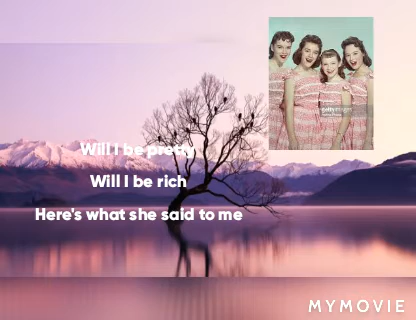 Will I be pretty
Will I be rich
Here's what she said to me
MYMOVIE